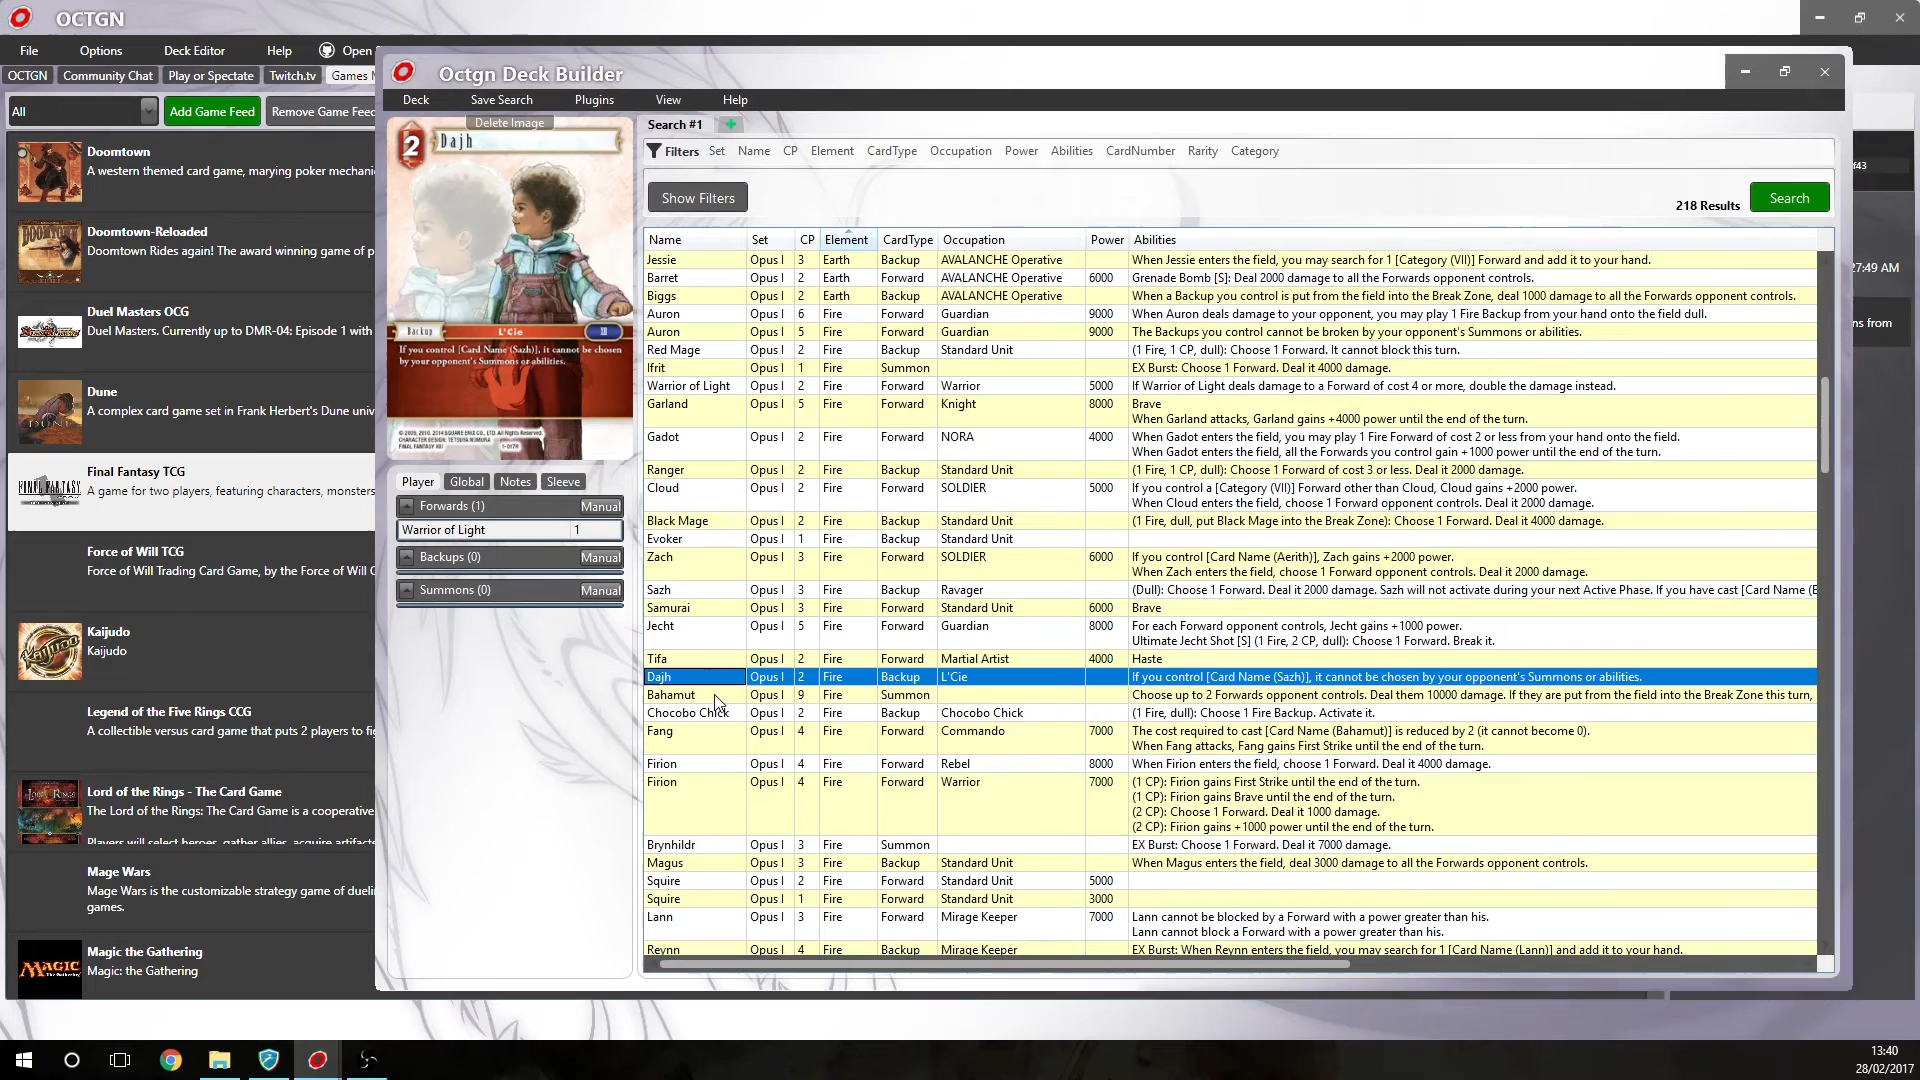 OCTGN
File Options Deck Editor Help Open
OCTGN Community Chat Play or Spectate Twitch.tv Games M
All Add Game Feed Remove Game Feed
Doomtown
A western themed card game, marying poker mechani
Doomtown-Reloaded
Doomtown Rides again! The award winning game of p
Duel Masters OCG
Duel Masters. Currently up to DMR-04: Episode 1 with
Dune
A complex card game set in Frank Herbert's Dune univ
Final Fantasy TCG
A game for two players, featuring characters, monsters
Force of Will TCG
Force of Will Trading Card Game, by the Force of Will C
Kaijudo
Kaijudo
Legend of the Five Rings CCG
A collectible versus card game that puts 2 players to fig
Lord of the Rings - The Card Game
The Lord of the Rings: The Card Game is a cooperative
Players will select heroes, gather allies, acquire artifacts
Mage Wars
Mage Wars is the customizable strategy game of dueli
games.
Magic the Gathering
Magic: the Gathering
Octgn Deck Builder
Deck Save Search Plugins View Help
Delete Image
2 Dajh
Backup L'Cie III
If you control [Card Name (Sazh)], it cannot be chosen
by your opponent's Summons or abilities.
© 2009, 2010, 2014 SQUARE ENIX CO., LTD. All Rights Reserved.
CHARACTER DESIGN: TETSUYA NOMURA
FINAL FANTASY XIII 1-017R
Player Global Notes Sleeve
Forwards (1) Manual
Warrior of Light 1
Backups (0) Manual
Summons (0) Manual
Search #1
Filters Set Name CP Element CardType Occupation Power Abilities CardNumber Rarity Category
Show Filters 218 Results Search
Name Set CP Element CardType Occupation Power Abilities
Jessie Opus I 3 Earth Backup AVALANCHE Operative When Jessie enters the field, you may search for 1 [Category (VII)] Forward and add it to your hand.
Barret Opus I 2 Earth Forward AVALANCHE Operative 6000 Grenade Bomb [S]: Deal 2000 damage to all the Forwards opponent controls.
Biggs Opus I 2 Earth Backup AVALANCHE Operative When a Backup you control is put from the field into the Break Zone, deal 1000 damage to all the Forwards opponent controls.
Auron Opus I 6 Fire Forward Guardian 9000 When Auron deals damage to your opponent, you may play 1 Fire Backup from your hand onto the field dull.
Auron Opus I 5 Fire Forward Guardian 9000 The Backups you control cannot be broken by your opponent's Summons or abilities.
Red Mage Opus I 2 Fire Backup Standard Unit (1 Fire, 1 CP, dull): Choose 1 Forward. It cannot block this turn.
Ifrit Opus I 1 Fire Summon EX Burst: Choose 1 Forward. Deal it 4000 damage.
Warrior of Light Opus I 2 Fire Forward Warrior 5000 If Warrior of Light deals damage to a Forward of cost 4 or more, double the damage instead.
Garland Opus I 5 Fire Forward Knight 8000 Brave
When Garland attacks, Garland gains +4000 power until the end of the turn.
Gadot Opus I 2 Fire Forward NORA 4000 When Gadot enters the field, you may play 1 Fire Forward of cost 2 or less from your hand onto the field.
When Gadot enters the field, all the Forwards you control gain +1000 power until the end of the turn.
Ranger Opus I 2 Fire Backup Standard Unit (1 Fire, 1 CP, dull): Choose 1 Forward of cost 3 or less. Deal it 2000 damage.
Cloud Opus I 2 Fire Forward SOLDIER 5000 If you control a [Category (VII)] Forward other than Cloud, Cloud gains +2000 power.
When Cloud enters the field, choose 1 Forward opponent controls. Deal it 2000 damage.
Black Mage Opus I 2 Fire Backup Standard Unit (1 Fire, dull, put Black Mage into the Break Zone): Choose 1 Forward. Deal it 4000 damage.
Evoker Opus I 1 Fire Backup Standard Unit
Zach Opus I 3 Fire Forward SOLDIER 6000 If you control [Card Name (Aerith)], Zach gains +2000 power.
When Zach enters the field, choose 1 Forward opponent controls. Deal it 2000 damage.
Sazh Opus I 3 Fire Backup Ravager (Dull): Choose 1 Forward. Deal it 2000 damage. Sazh will not activate during your next Active Phase. If you have cast [Card Name (B
Samurai Opus I 3 Fire Forward Standard Unit 6000 Brave
Jecht Opus I 5 Fire Forward Guardian 8000 For each Forward opponent controls, Jecht gains +1000 power.
Ultimate Jecht Shot [S] (1 Fire, 2 CP, dull): Choose 1 Forward. Break it.
Tifa Opus I 2 Fire Forward Martial Artist 4000 Haste
Dajh Opus I 2 Fire Backup L'Cie If you control [Card Name (Sazh)], it cannot be chosen by your opponent's Summons or abilities.
Bahamut Opus I 9 Fire Summon Choose up to 2 Forwards opponent controls. Deal them 10000 damage. If they are put from the field into the Break Zone this turn,
Chocobo Chick Opus I 2 Fire Backup Chocobo Chick (1 Fire, dull): Choose 1 Fire Backup. Activate it.
Fang Opus I 4 Fire Forward Commando 7000 The cost required to cast [Card Name (Bahamut)] is reduced by 2 (it cannot become 0).
When Fang attacks, Fang gains First Strike until the end of the turn.
Firion Opus I 4 Fire Forward Rebel 8000 When Firion enters the field, choose 1 Forward. Deal it 4000 damage.
Firion Opus I 4 Fire Forward Warrior 7000 (1 CP): Firion gains First Strike until the end of the turn.
(1 CP): Firion gains Brave until the end of the turn.
(2 CP): Choose 1 Forward. Deal it 1000 damage.
(2 CP): Firion gains +1000 power until the end of the turn.
Brynhildr Opus I 3 Fire Summon EX Burst: Choose 1 Forward. Deal it 7000 damage.
Magus Opus I 3 Fire Backup Standard Unit When Magus enters the field, deal 3000 damage to all the Forwards opponent controls.
Squire Opus I 2 Fire Forward Standard Unit 5000
Squire Opus I 1 Fire Forward Standard Unit 3000
Lann Opus I 3 Fire Forward Mirage Keeper 7000 Lann cannot be blocked by a Forward with a power greater than his.
Lann cannot block a Forward with a power greater than his.
Reynn Opus I 4 Fire Backup Mirage Keeper EX Burst: When Reynn enters the field, you may search for 1 [Card Name (Lann)] and add it to your hand.
f43
27:49 AM
ns from
13:40
28/02/2017